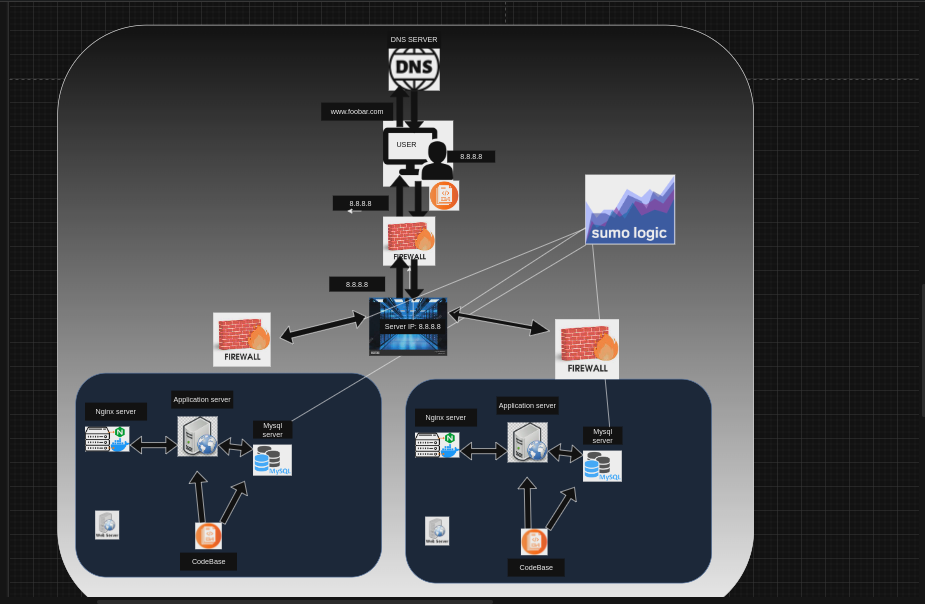 DNS SERVER
DNS
www.foobar.com
USER
8.8.8.8
8.8.8.8
FIREWALL
sumo logic
8.8.8.8
Server IP: 8.8.8.8
FIREWALL
FIREWALL
Nginx server
Application server
Mysql
server
MySQL
Web Server
CodeBase
Nginx server
Application server
Mysql
server
MySQL
Web Server
CodeBase